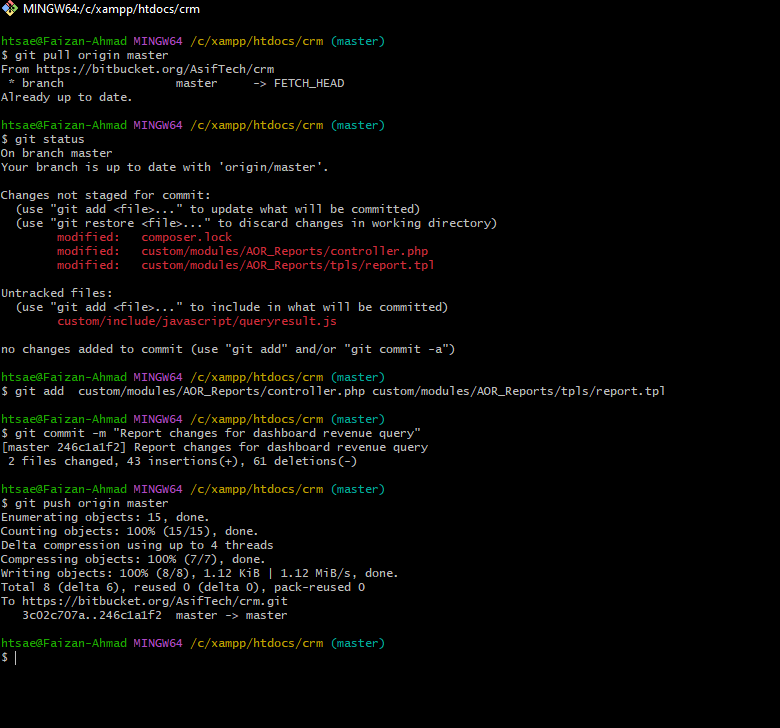 MINGW64:/c/xampp/htdocs/crm
htsae@Faizan-Ahmad MINGW64 /c/xampp/htdocs/crm (master)
$ git pull origin master
From https://bitbucket.org/AsifTech/crm
 * branch                master     -> FETCH_HEAD
Already up to date.
htsae@Faizan-Ahmad MINGW64 /c/xampp/htdocs/crm (master)
$ git status
On branch master
Your branch is up to date with 'origin/master'.
Changes not staged for commit:
  (use "git add <file>..." to update what will be committed)
  (use "git restore <file>..." to discard changes in working directory)
        modified:   composer.lock
        modified:   custom/modules/AOR_Reports/controller.php
        modified:   custom/modules/AOR_Reports/tpls/report.tpl
Untracked files:
  (use "git add <file>..." to include in what will be committed)
        custom/include/javascript/queryresult.js
no changes added to commit (use "git add" and/or "git commit -a")
htsae@Faizan-Ahmad MINGW64 /c/xampp/htdocs/crm (master)
$ git add  custom/modules/AOR_Reports/controller.php custom/modules/AOR_Reports/tpls/report.tpl
htsae@Faizan-Ahmad MINGW64 /c/xampp/htdocs/crm (master)
$ git commit -m "Report changes for dashboard revenue query"
[master 246c1a1f2] Report changes for dashboard revenue query
 2 files changed, 43 insertions(+), 61 deletions(-)
htsae@Faizan-Ahmad MINGW64 /c/xampp/htdocs/crm (master)
$ git push origin master
Enumerating objects: 15, done.
Counting objects: 100% (15/15), done.
Delta compression using up to 4 threads
Compressing objects: 100% (7/7), done.
Writing objects: 100% (8/8), 1.12 KiB | 1.12 MiB/s, done.
Total 8 (delta 6), reused 0 (delta 0), pack-reused 0
To https://bitbucket.org/AsifTech/crm.git
   3c02c707a..246c1a1f2  master -> master
htsae@Faizan-Ahmad MINGW64 /c/xampp/htdocs/crm (master)
$